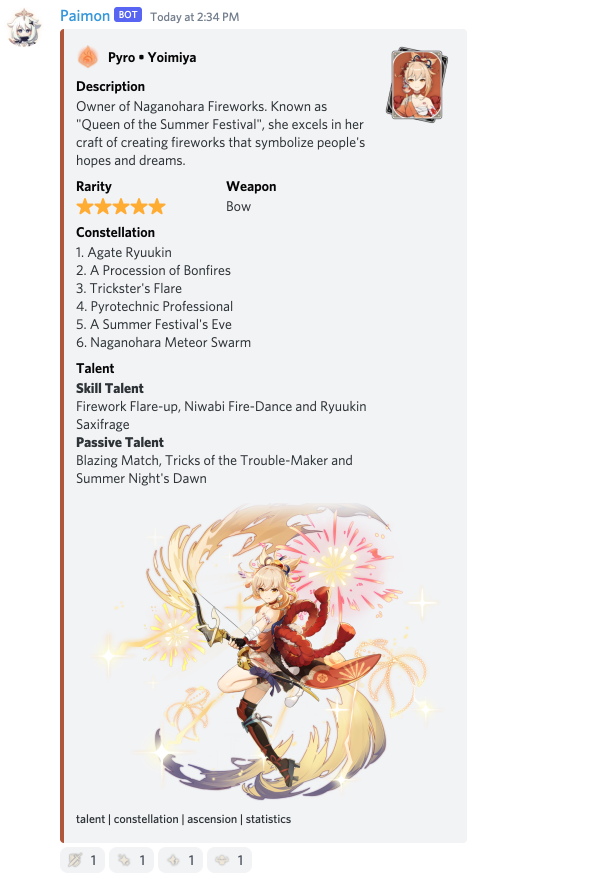 Paimon BOT Today at 2:34 PM
Pyro • Yoimiya
Description
Owner of Naganohara Fireworks. Known as
"Queen of the Summer Festival", she excels in her
craft of creating fireworks that symbolize people's
hopes and dreams.
Rarity Weapon
Bow
Constellation
1. Agate Ryuukin
2. A Procession of Bonfires
3. Trickster's Flare
4. Pyrotechnic Professional
5. A Summer Festival's Eve
6. Naganohara Meteor Swarm
Talent
Skill Talent
Firework Flare-up, Niwabi Fire-Dance and Ryuukin
Saxifrage
Passive Talent
Blazing Match, Tricks of the Trouble-Maker and
Summer Night's Dawn
talent | constellation | ascension | statistics
1 1 1 1